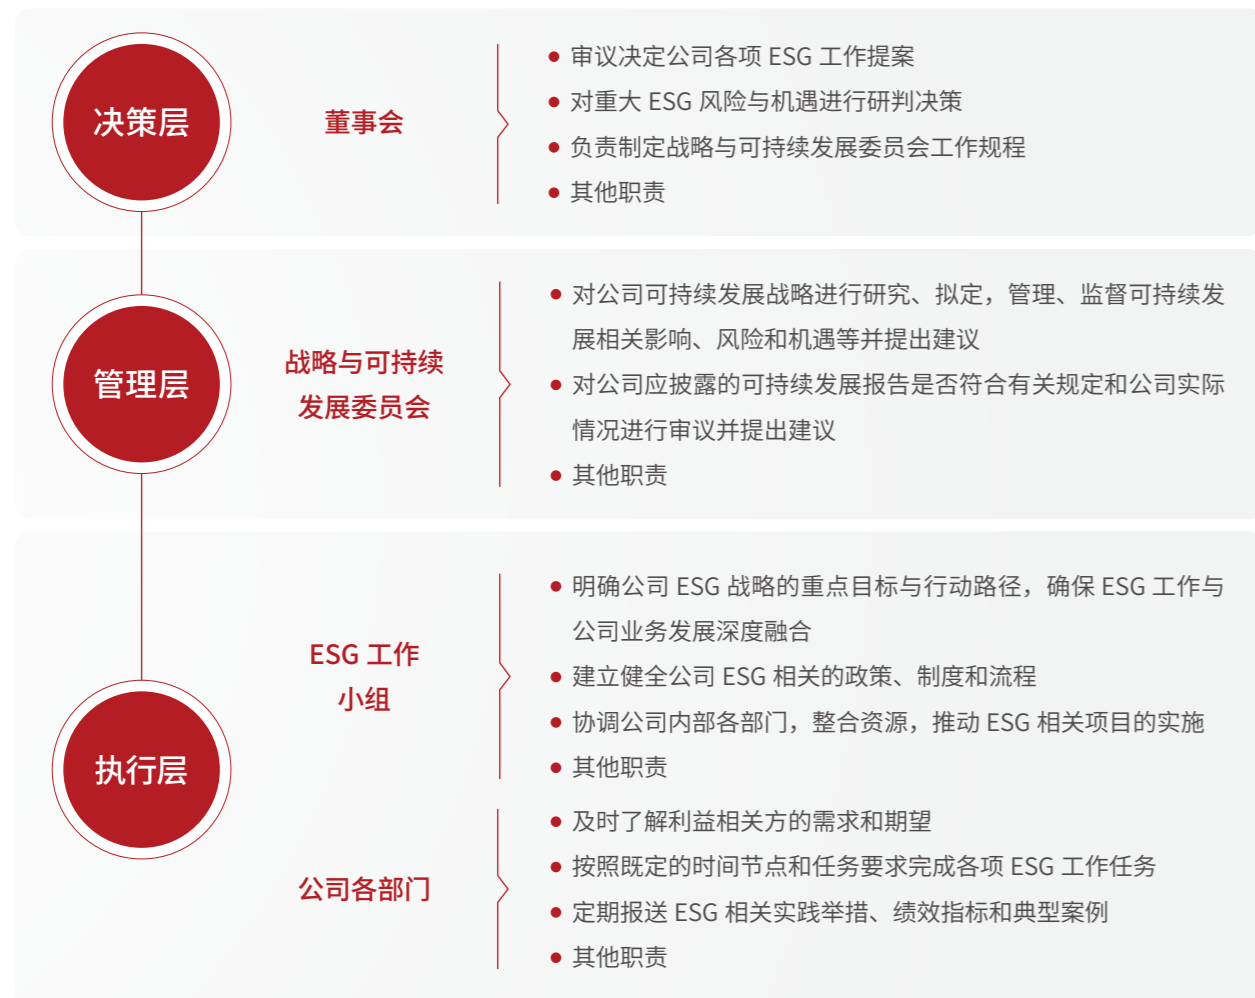 决策层
董事会
审议决定公司各项 ESG 工作提案
对重大 ESG 风险与机遇进行研判决策
负责制定战略与可持续发展委员会工作规程
其他职责
管理层
战略与可持续
发展委员会
对公司可持续发展战略进行研究、拟定，管理、监督可持续发
展相关影响、风险和机遇等并提出建议
对公司应披露的可持续发展报告是否符合有关规定和公司实际
情况进行审议并提出建议
其他职责
执行层
ESG 工作
小组
明确公司 ESG 战略的重点目标与行动路径，确保 ESG 工作与
公司业务发展深度融合
建立健全公司 ESG 相关的政策、制度和流程
协调公司内部各部门，整合资源，推动 ESG 相关项目的实施
其他职责
公司各部门
及时了解利益相关方的需求和期望
按照既定的时间节点和任务要求完成各项 ESG 工作任务
定期报送 ESG 相关实践举措、绩效指标和典型案例
其他职责